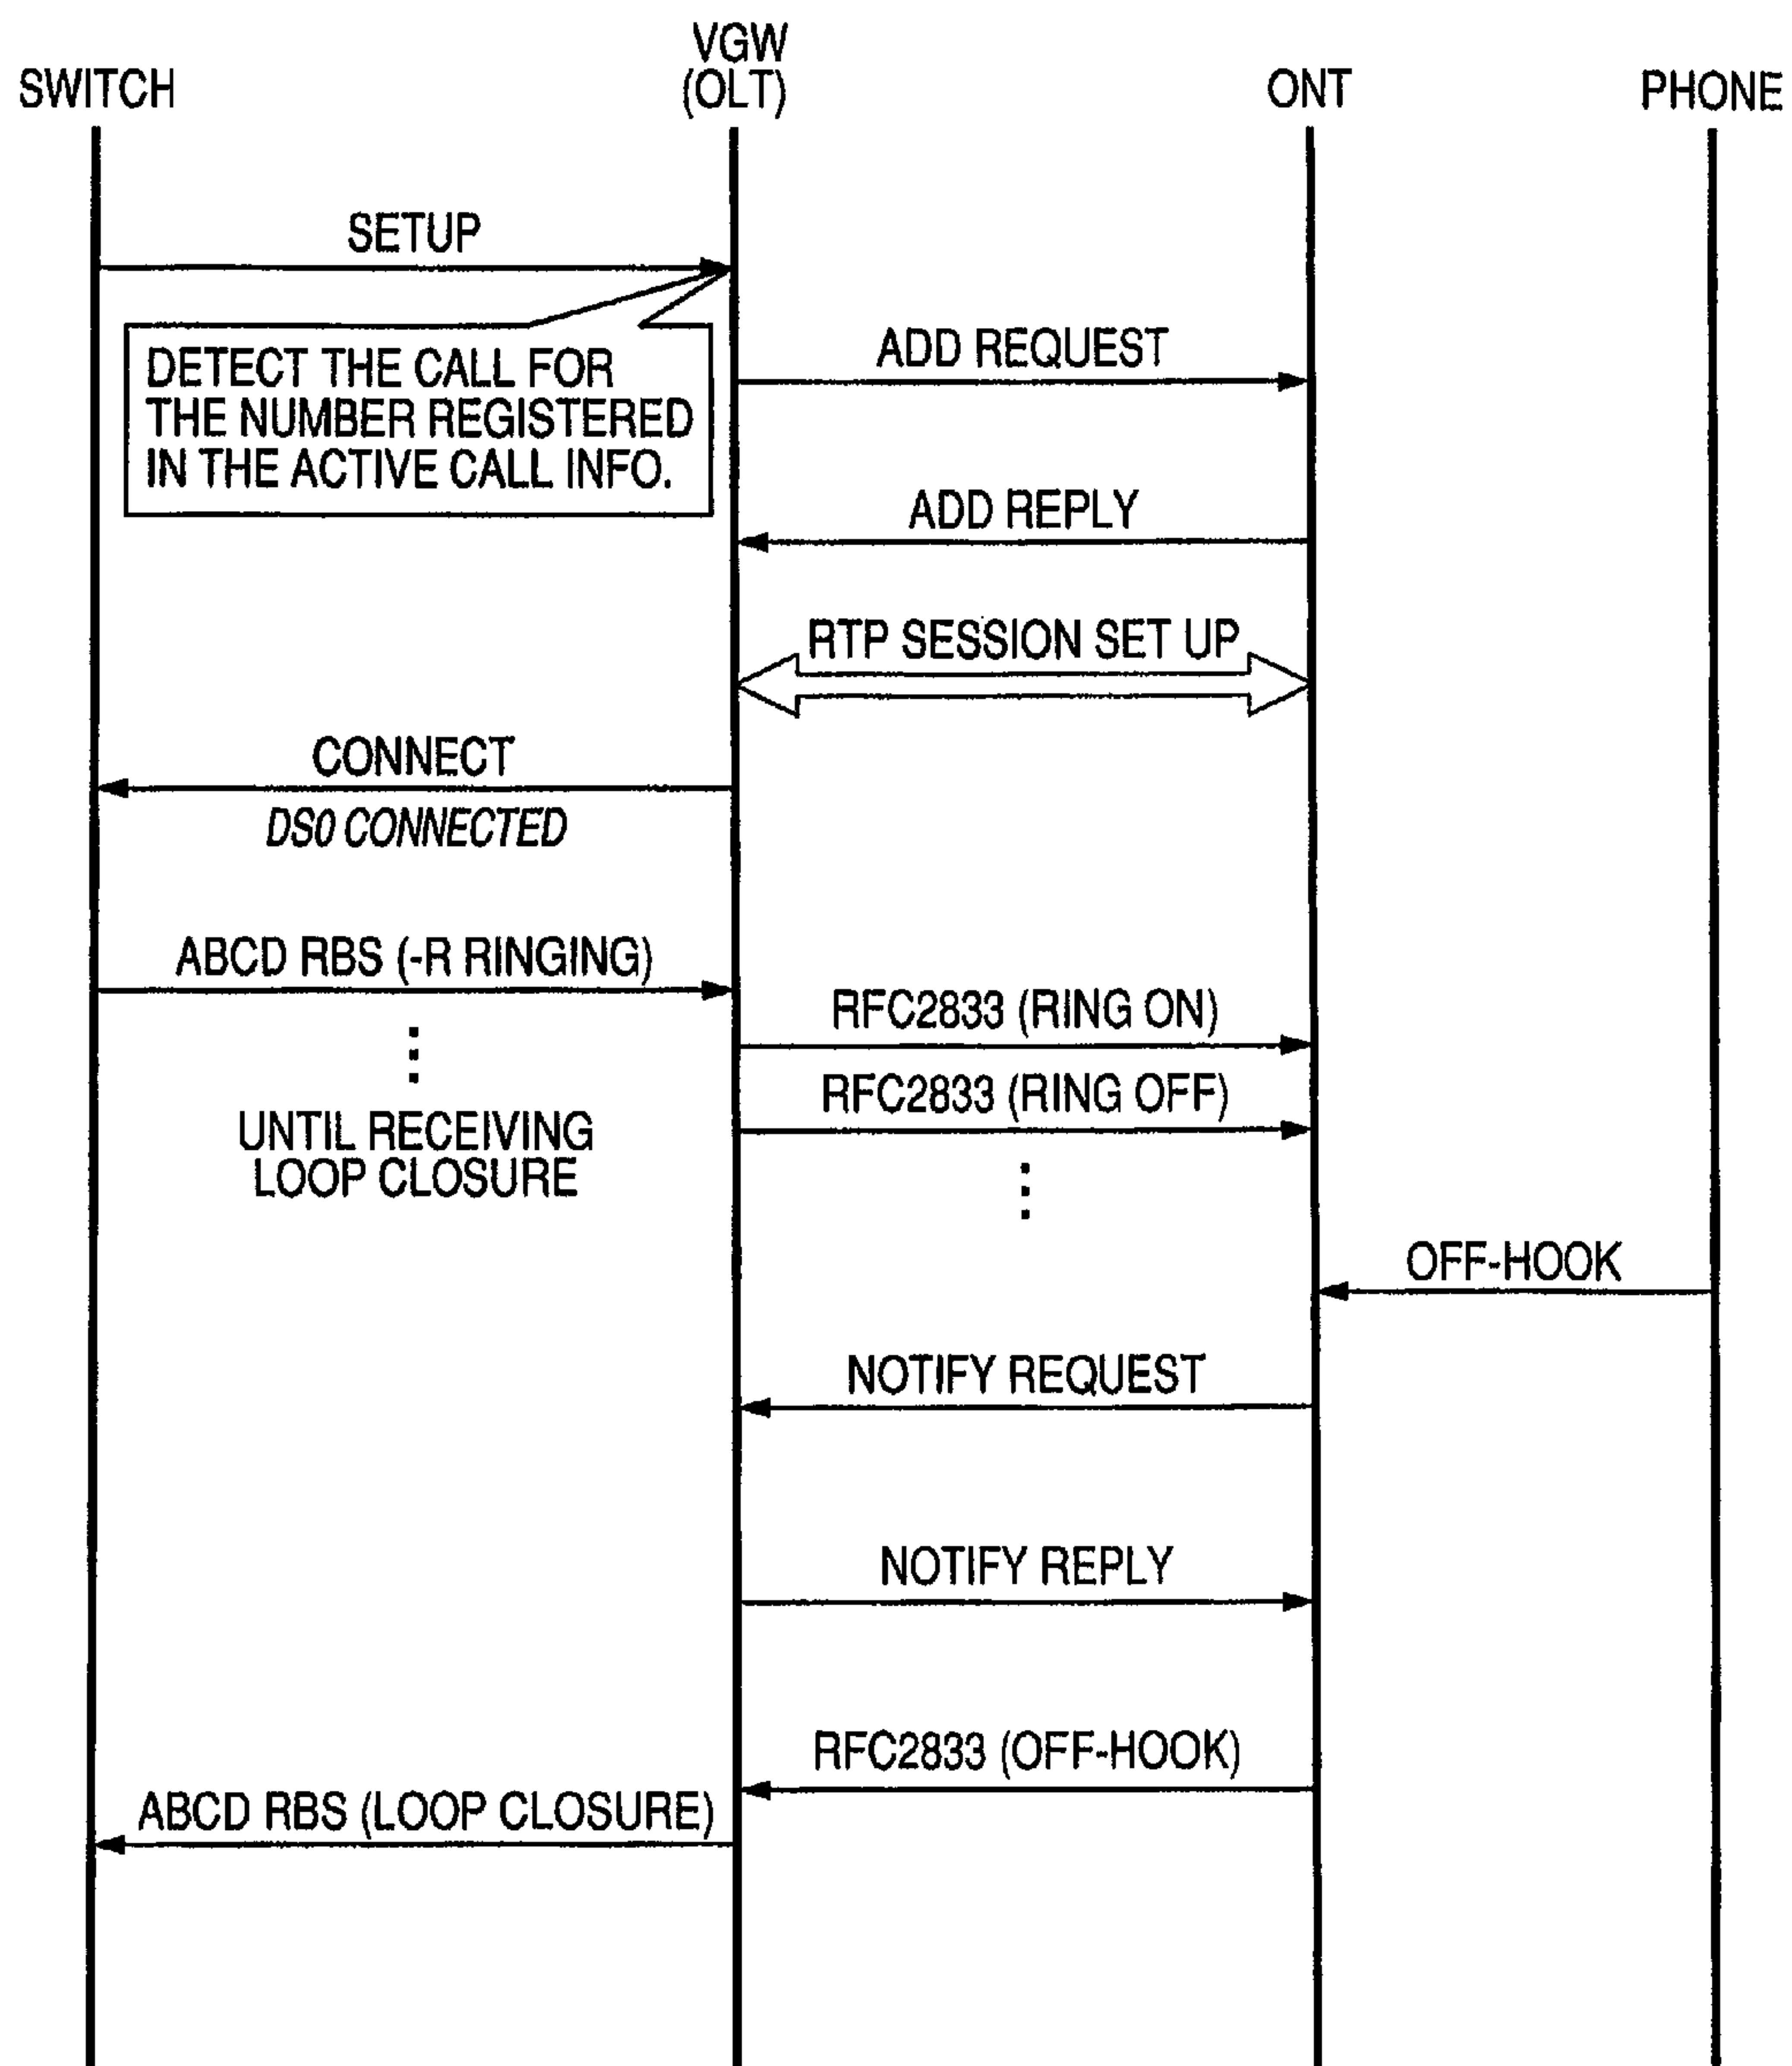 SWITCH
VGW
(OLT)
ONT
PHONE
SETUP
DETECT THE CALL FOR
THE NUMBER REGISTERED
IN THE ACTIVE CALL INFO.
ADD REQUEST
ADD REPLY
RTP SESSION SET UP
CONNECT
DS0 CONNECTED
ABCD RBS (-R RINGING)
RFC2833 (RING ON)
RFC2833 (RING OFF)
UNTIL RECEIVING
LOOP CLOSURE
OFF-HOOK
NOTIFY REQUEST
NOTIFY REPLY
RFC2833 (OFF-HOOK)
ABCD RBS (LOOP CLOSURE)